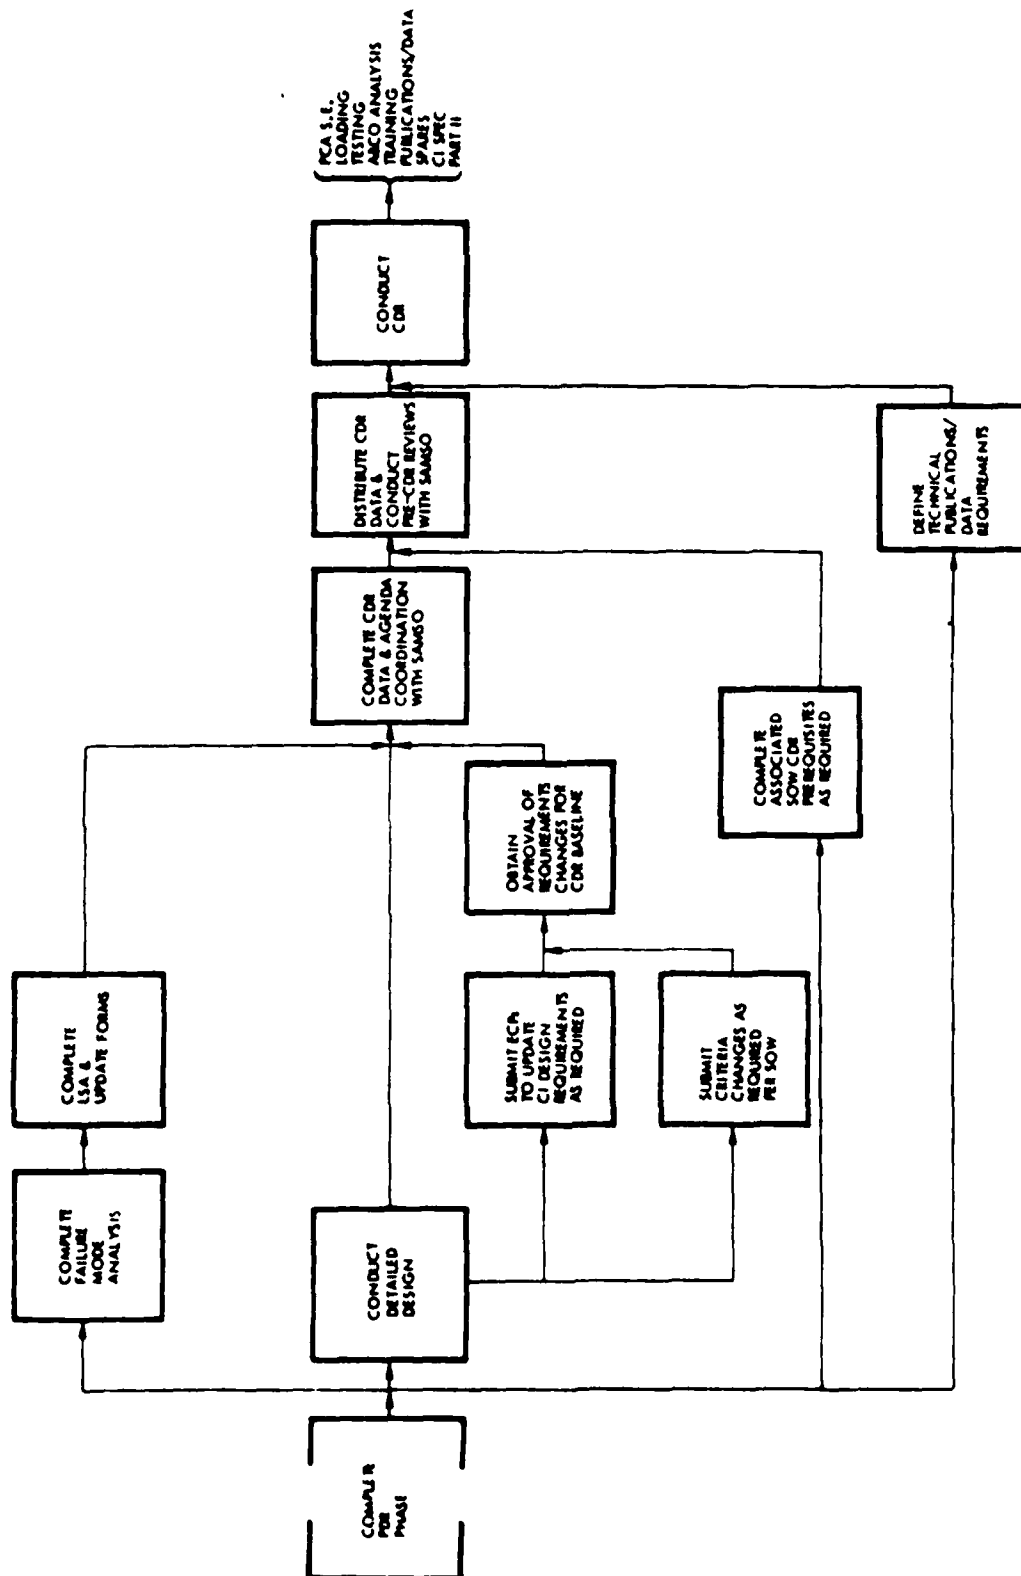 COMPLETE
PDR
PHASE
COMPLETE
FAILURE
MODE
ANALYSIS
COMPLETE
LSA &
UPDATE FORMS
CONDUCT
DETAILED
DESIGN
SUBMIT ECPs
TO UPDATE
CI DESIGN
REQUIREMENTS
AS REQUIRED
SUBMIT
CRITERIA
CHANGES AS
REQUIRED
PER SOW
OBTAIN
APPROVAL OF
REQUIREMENTS
CHANGES FOR
CDR BASELINE
COMPLETE
ASSOCIATED
SOW CDR
PREREQUISITES
AS REQUIRED
DEFINE
TECHNICAL
PUBLICATIONS/
DATA
REQUIREMENTS
COMPLETE CDR
DATA & AGENDA
COORDINATION
WITH SAMSO
DISTRIBUTE CDR
DATA &
CONDUCT
PRE-CDR REVIEWS
WITH SAMSO
CONDUCT
CDR
PCA S.E.
LOADING
TESTING
ABCO ANALYSIS
TRAINING
PUBLICATIONS/DATA
SPARES
CI SPEC
PART II